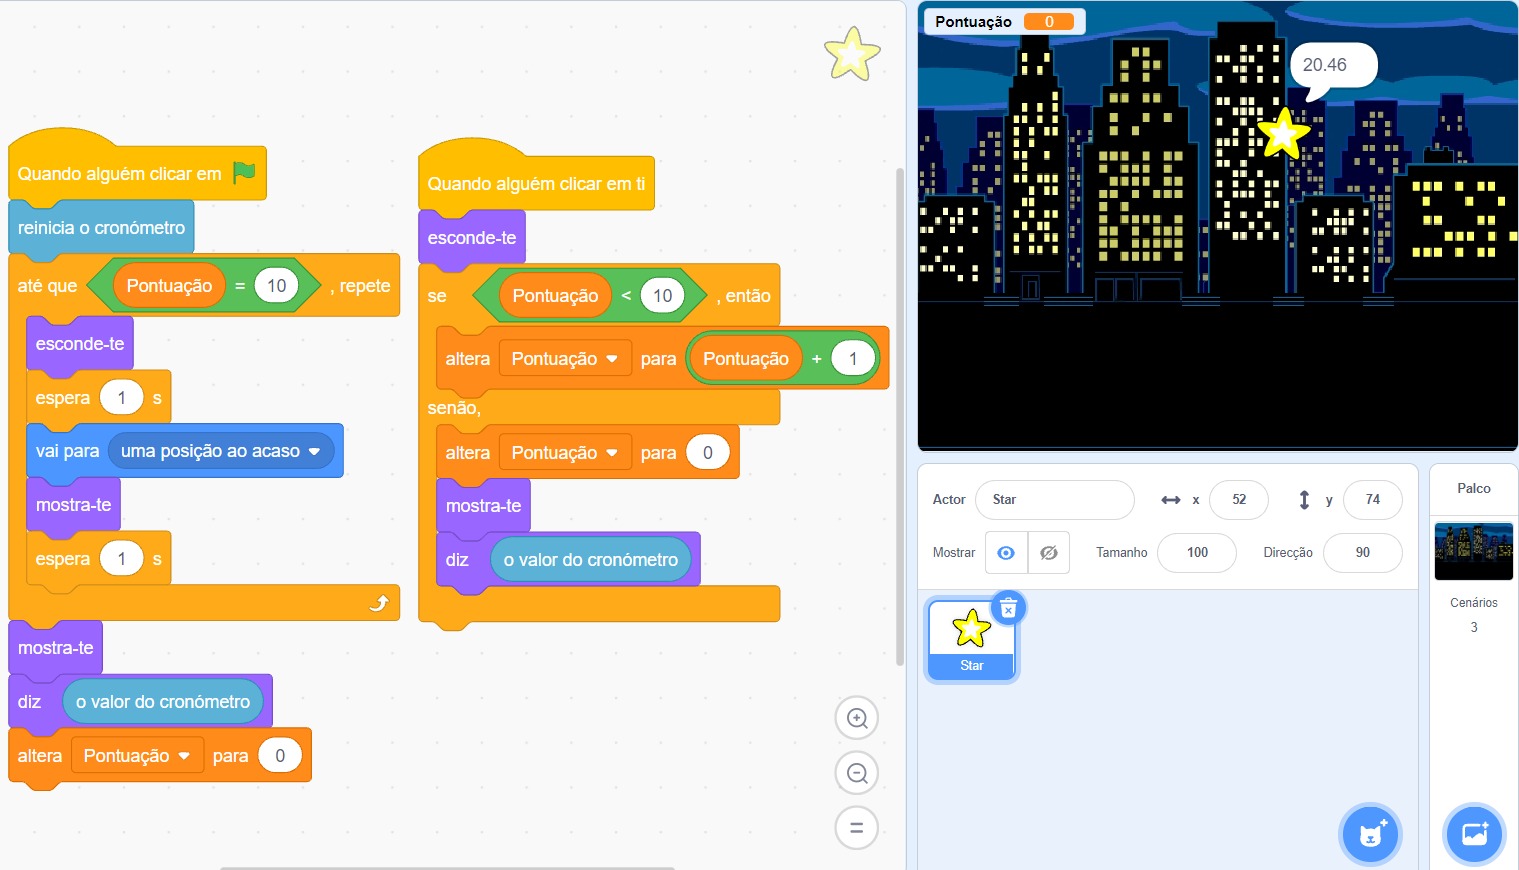 Quando alguém clicar em
reinicia o cronómetro
até que Pontuação = 10 , repete
esconde-te
espera 1 s
vai para uma posição ao acaso
mostra-te
espera 1 s
mostra-te
diz o valor do cronómetro
altera Pontuação para 0
Quando alguém clicar em ti
esconde-te
se Pontuação < 10 , então
altera Pontuação para Pontuação + 1
senão,
altera Pontuação para 0
mostra-te
diz o valor do cronómetro
Pontuação 0
20.46
Actor Star x 52 y 74
Mostrar Tamanho 100 Direcção 90
Star
Palco
Cenários
3